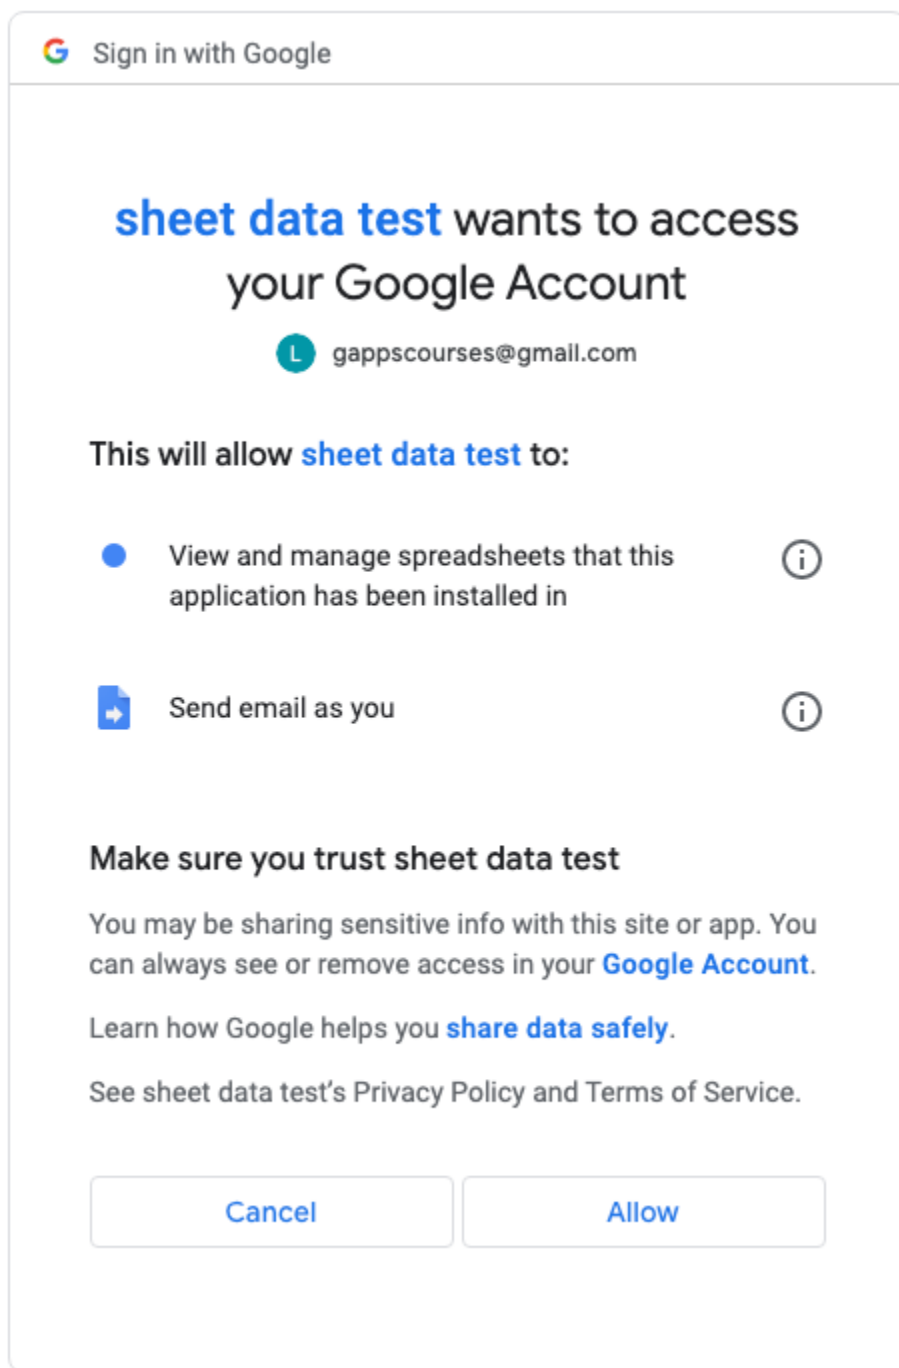 Sign in with Google
sheet data test wants to access
your Google Account
L gappscourses@gmail.com
This will allow sheet data test to:
View and manage spreadsheets that this
application has been installed in
Send email as you
Make sure you trust sheet data test
You may be sharing sensitive info with this site or app. You
can always see or remove access in your Google Account.
Learn how Google helps you share data safely.
See sheet data test's Privacy Policy and Terms of Service.
Cancel Allow